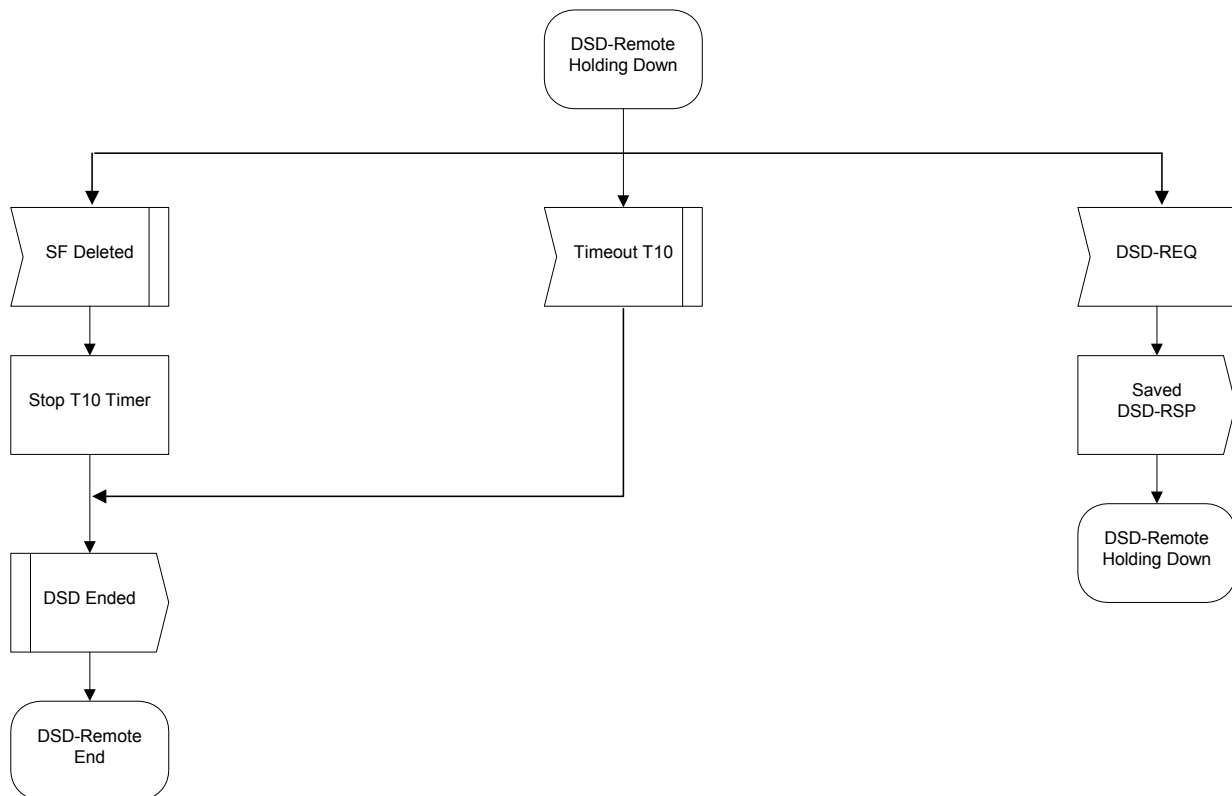 DSD-Remote
Holding Down
SF Deleted
Timeout T10
DSD-REQ
Stop T10 Timer
Saved
DSD-RSP
DSD-Remote
Holding Down
DSD Ended
DSD-Remote
End